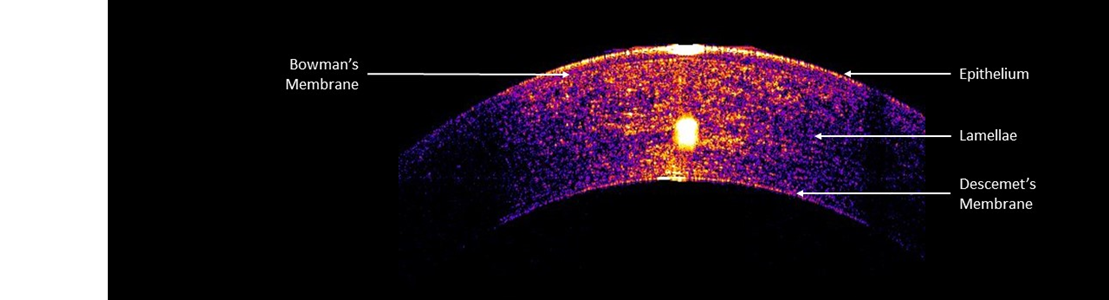 Bowman's
Membrane
Epithelium
Lamellae
Descemet's
Membrane